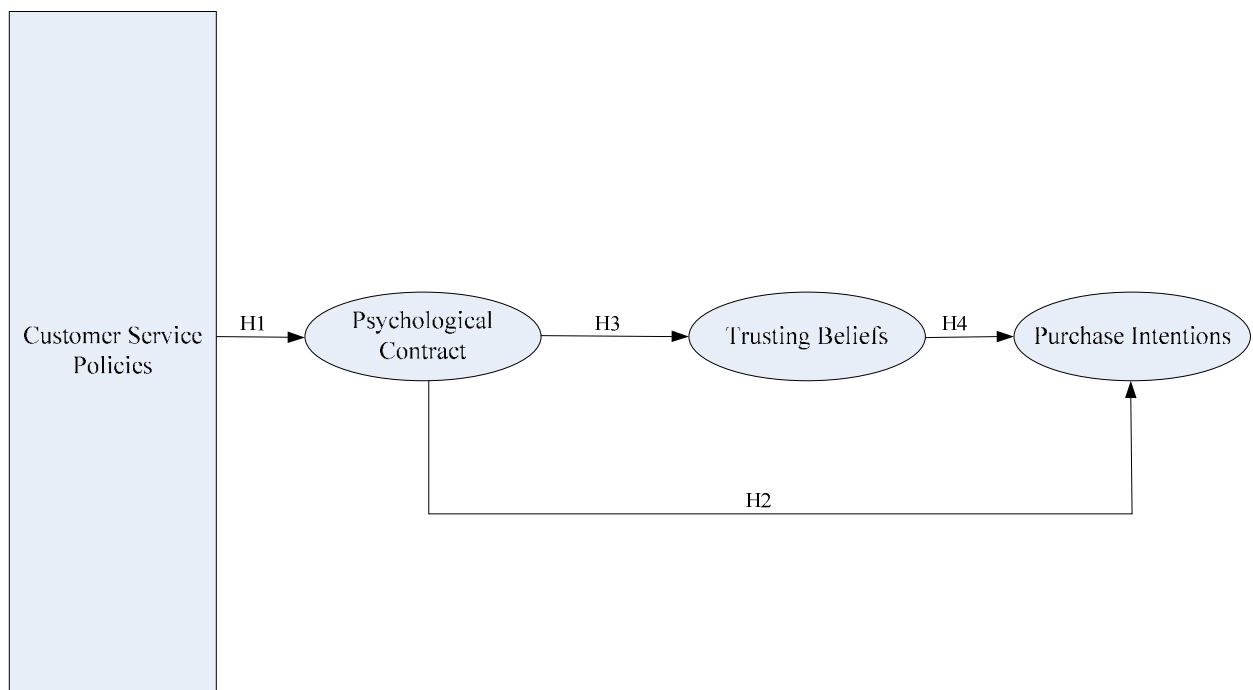 Customer Service
Policies
H1
Psychological
Contract
H3
Trusting Beliefs
H4
Purchase Intentions
H2